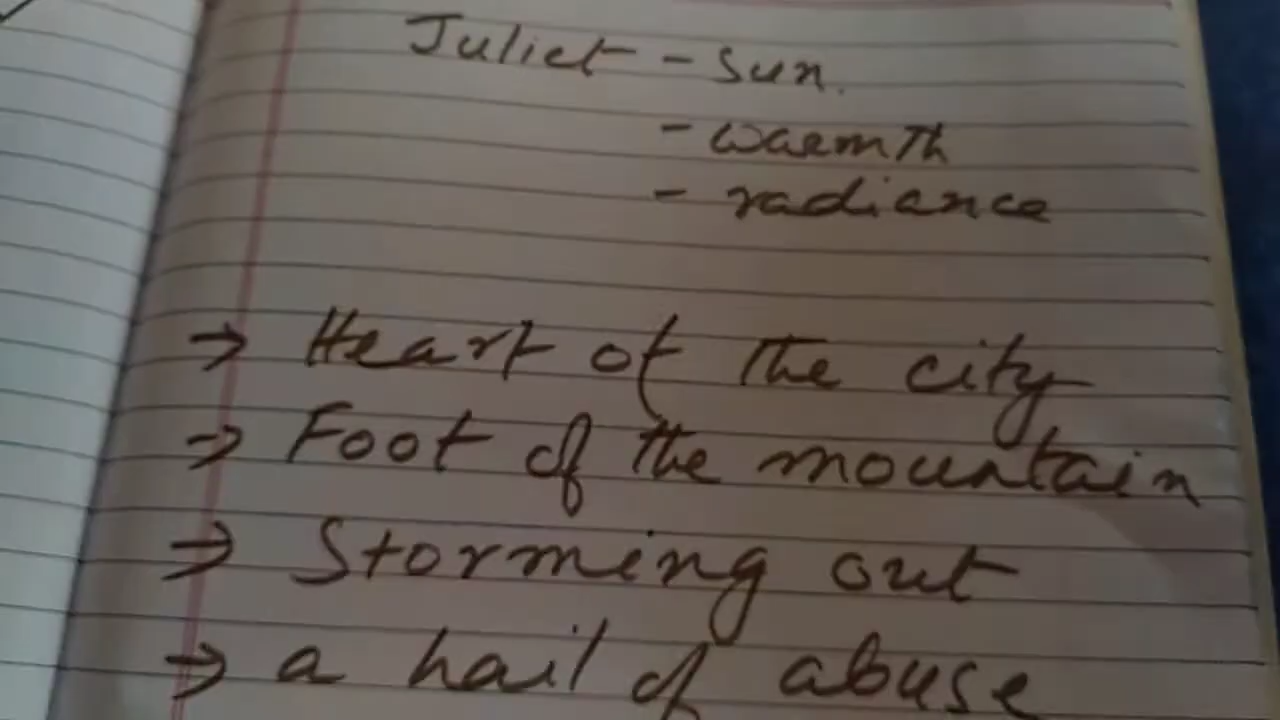 Juliet - Sun.
- warmth
- radiance
→ Heart of the city
→ Foot of the mountain
→ Storming out
→ a hail of abuse